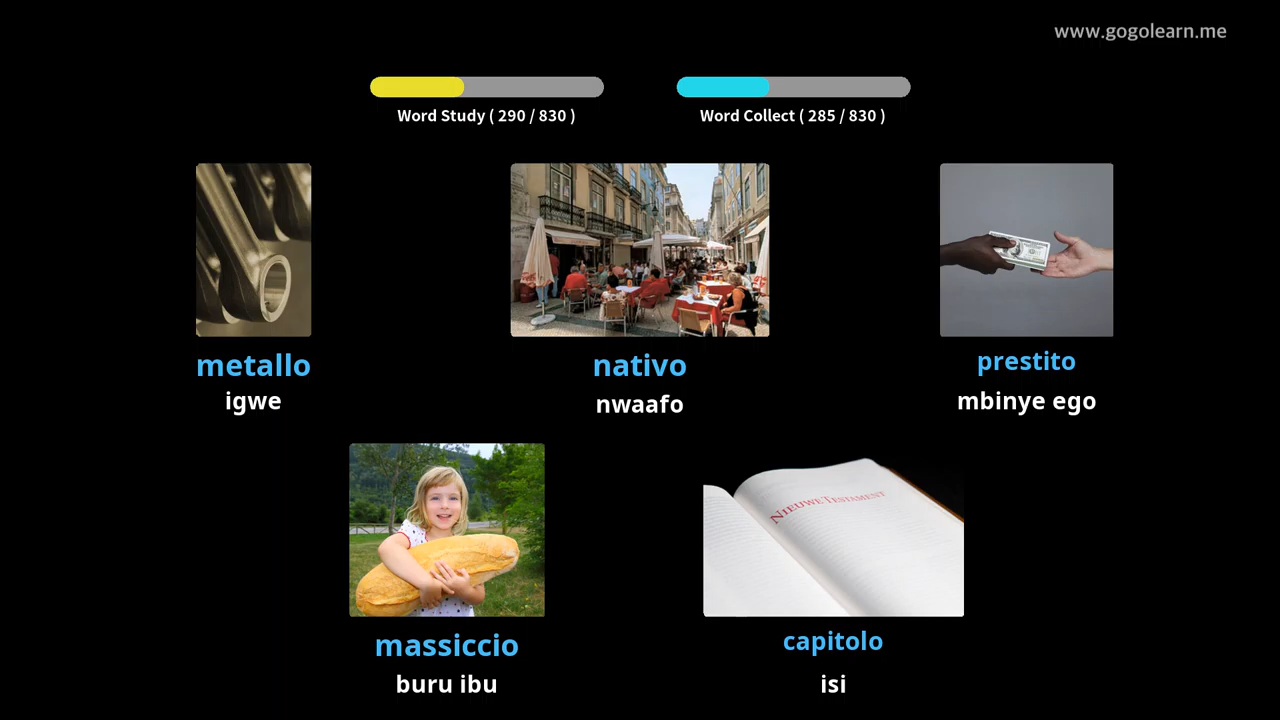 www.gogolearn.me
Word Study ( 290 / 830 )
Word Collect ( 285 / 830 )
metallo
igwe
nativo
nwaafo
prestito
mbinye ego
massiccio
buru ibu
NIEUWE TESTAMENT
capitolo
isi